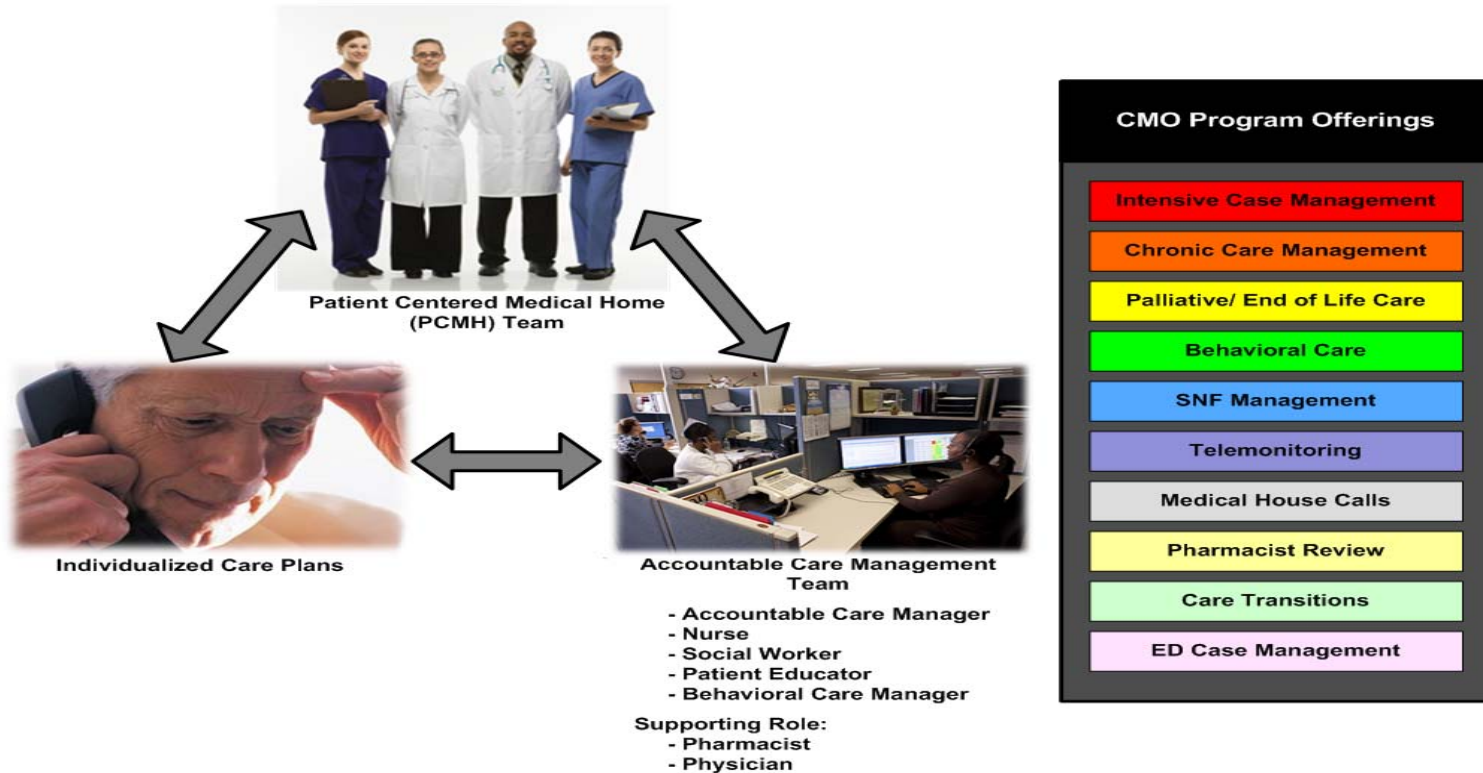 Patient Centered Medical Home
(PCMH) Team
Individualized Care Plans
Accountable Care Management
Team
- Accountable Care Manager
- Nurse
- Social Worker
- Patient Educator
- Behavioral Care Manager
Supporting Role:
- Pharmacist
- Physician
CMO Program Offerings
Intensive Case Management
Chronic Care Management
Palliative/ End of Life Care
Behavioral Care
SNF Management
Telemonitoring
Medical House Calls
Pharmacist Review
Care Transitions
ED Case Management